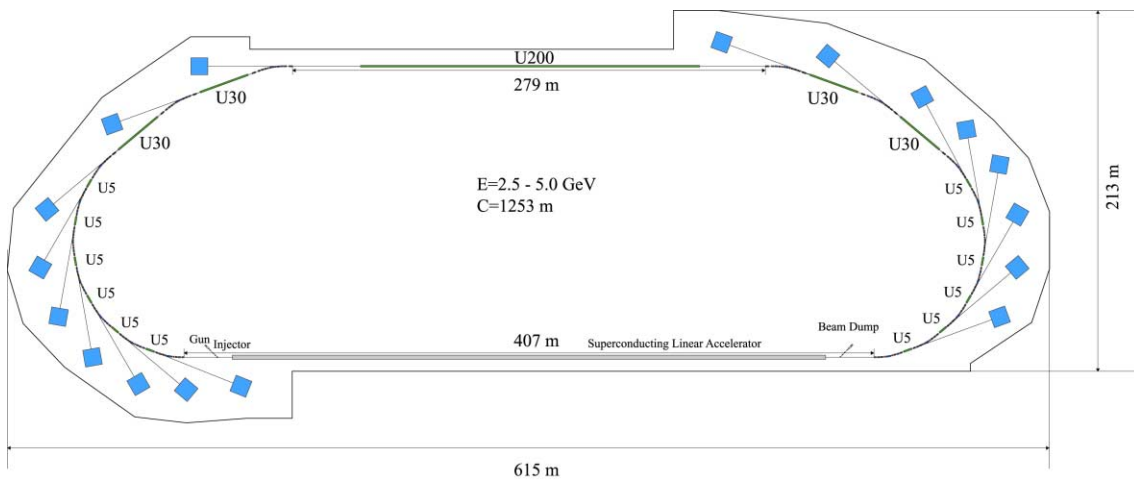 U200
279 m
U30
U30
U30
U30
E=2.5 - 5.0 GeV
C=1253 m
213 m
U5
U5
U5
U5
U5
U5
U5
U5
U5
U5
U5
Gun
Injector
407 m
Superconducting Linear Accelerator
Beam Dump
615 m